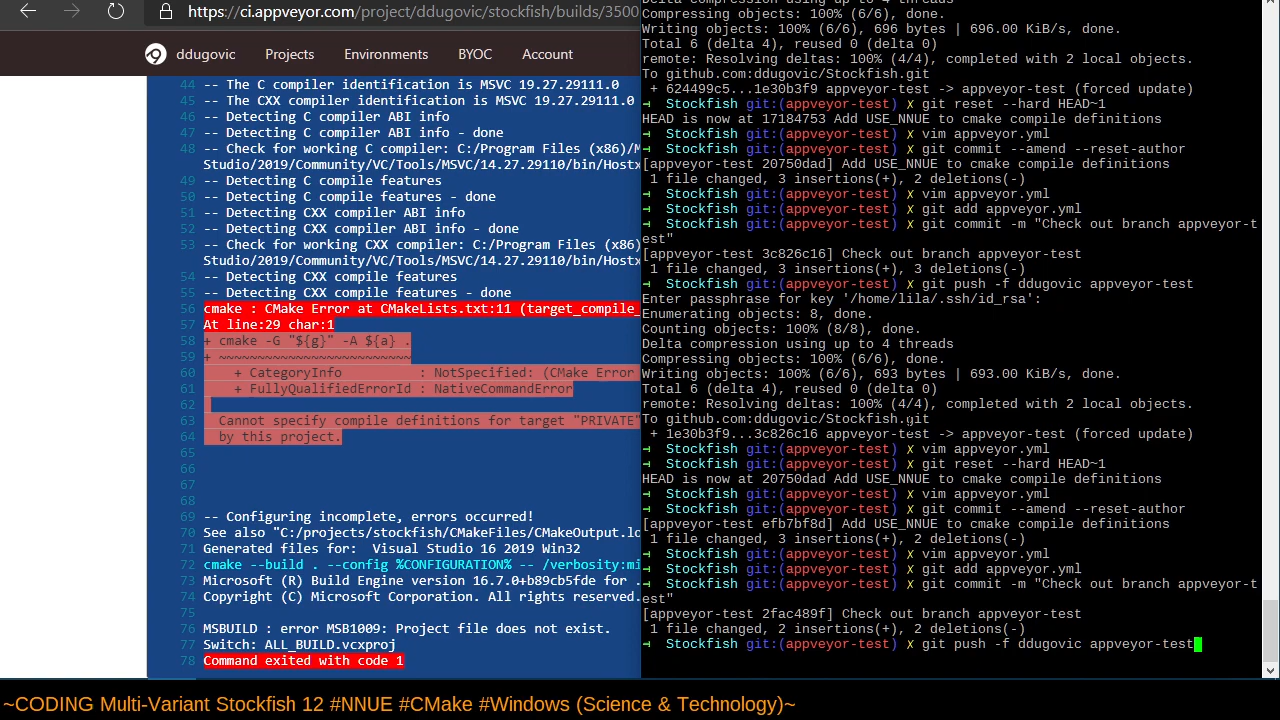 https://ci.appveyor.com/project/ddugovic/stockfish/builds/3500
ddugovic Projects Environments BYOC Account
44 -- The C compiler identification is MSVC 19.27.29111.0
45 -- The CXX compiler identification is MSVC 19.27.29111.0
46 -- Detecting C compiler ABI info
47 -- Detecting C compiler ABI info - done
48 -- Check for working C compiler: C:/Program Files (x86)/M
Studio/2019/Community/VC/Tools/MSVC/14.27.29110/bin/Hostx
49 -- Detecting C compile features
50 -- Detecting C compile features - done
51 -- Detecting CXX compiler ABI info
52 -- Detecting CXX compiler ABI info - done
53 -- Check for working CXX compiler: C:/Program Files (x86)
Studio/2019/Community/VC/Tools/MSVC/14.27.29110/bin/Hostx
54 -- Detecting CXX compile features
55 -- Detecting CXX compile features - done
56 cmake : CMake Error at CMakeLists.txt:11 (target_compile_
57 At line:29 char:1
58 + cmake -G "${g}" -A ${a} .
59 + ~~~~~~~~~~~~~~~~~~~~~~~~~
60 + CategoryInfo : NotSpecified: (CMake Error
61 + FullyQualifiedErrorId : NativeCommandError
62
63 Cannot specify compile definitions for target "PRIVATE"
64 by this project.
65
66
67
68
69 -- Configuring incomplete, errors occurred!
70 See also "C:/projects/stockfish/CMakeFiles/CMakeOutput.lo
71 Generated files for: Visual Studio 16 2019 Win32
72 cmake --build . --config %CONFIGURATION% -- /verbosity:mi
73 Microsoft (R) Build Engine version 16.7.0+b89cb5fde for .
74 Copyright (C) Microsoft Corporation. All rights reserved.
75
76 MSBUILD : error MSB1009: Project file does not exist.
77 Switch: ALL_BUILD.vcxproj
78 Command exited with code 1
Delta compression using up to 4 threads
Compressing objects: 100% (6/6), done.
Writing objects: 100% (6/6), 696 bytes | 696.00 KiB/s, done.
Total 6 (delta 4), reused 0 (delta 0)
remote: Resolving deltas: 100% (4/4), completed with 2 local objects.
To github.com:ddugovic/Stockfish.git
+ 624499c5...1e30b3f9 appveyor-test -> appveyor-test (forced update)
→ Stockfish git:(appveyor-test) ✗ git reset --hard HEAD~1
HEAD is now at 17184753 Add USE_NNUE to cmake compile definitions
→ Stockfish git:(appveyor-test) ✗ vim appveyor.yml
→ Stockfish git:(appveyor-test) ✗ git commit --amend --reset-author
[appveyor-test 20750dad] Add USE_NNUE to cmake compile definitions
1 file changed, 3 insertions(+), 2 deletions(-)
→ Stockfish git:(appveyor-test) ✗ vim appveyor.yml
→ Stockfish git:(appveyor-test) ✗ git add appveyor.yml
→ Stockfish git:(appveyor-test) ✗ git commit -m "Check out branch appveyor-t
est"
[appveyor-test 3c826c16] Check out branch appveyor-test
1 file changed, 3 insertions(+), 3 deletions(-)
→ Stockfish git:(appveyor-test) ✗ git push -f ddugovic appveyor-test
Enter passphrase for key '/home/lila/.ssh/id_rsa':
Enumerating objects: 8, done.
Counting objects: 100% (8/8), done.
Delta compression using up to 4 threads
Compressing objects: 100% (6/6), done.
Writing objects: 100% (6/6), 693 bytes | 693.00 KiB/s, done.
Total 6 (delta 4), reused 0 (delta 0)
remote: Resolving deltas: 100% (4/4), completed with 2 local objects.
To github.com:ddugovic/Stockfish.git
+ 1e30b3f9...3c826c16 appveyor-test -> appveyor-test (forced update)
→ Stockfish git:(appveyor-test) ✗ vim appveyor.yml
→ Stockfish git:(appveyor-test) ✗ git reset --hard HEAD~1
HEAD is now at 20750dad Add USE_NNUE to cmake compile definitions
→ Stockfish git:(appveyor-test) ✗ vim appveyor.yml
→ Stockfish git:(appveyor-test) ✗ git commit --amend --reset-author
[appveyor-test efb7bf8d] Add USE_NNUE to cmake compile definitions
1 file changed, 3 insertions(+), 2 deletions(-)
→ Stockfish git:(appveyor-test) ✗ vim appveyor.yml
→ Stockfish git:(appveyor-test) ✗ git add appveyor.yml
→ Stockfish git:(appveyor-test) ✗ git commit -m "Check out branch appveyor-t
est"
[appveyor-test 2fac489f] Check out branch appveyor-test
1 file changed, 2 insertions(+), 2 deletions(-)
→ Stockfish git:(appveyor-test) ✗ git push -f ddugovic appveyor-test
~CODING Multi-Variant Stockfish 12 #NNUE #CMake #Windows (Science & Technology)~